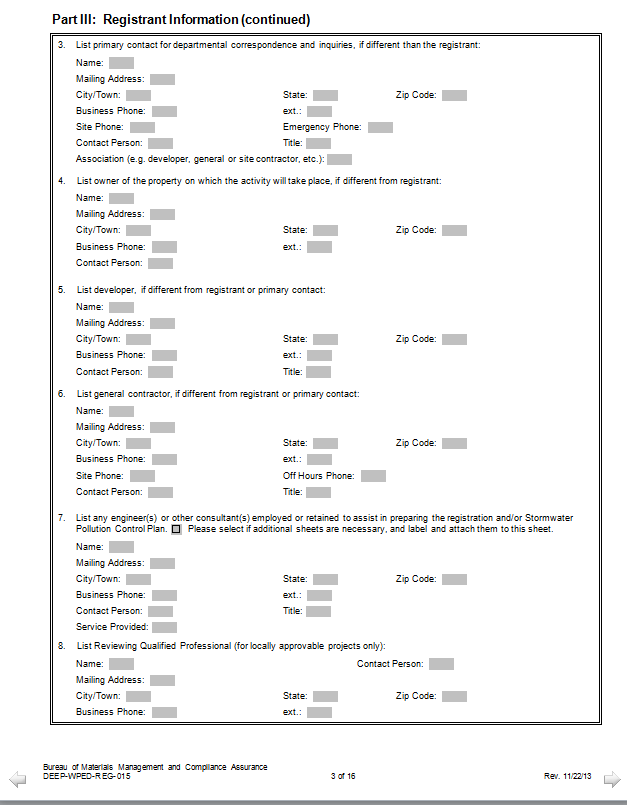 Part III: Registrant Information (continued)
3. List primary contact for departmental correspondence and inquiries, if different than the registrant:
Name:
Mailing Address:
City/Town: State: Zip Code:
Business Phone: ext.:
Site Phone: Emergency Phone:
Contact Person: Title:
Association (e.g. developer, general or site contractor, etc.):
4. List owner of the property on which the activity will take place, if different from registrant:
Name:
Mailing Address:
City/Town: State: Zip Code:
Business Phone: ext.:
Contact Person:
5. List developer, if different from registrant or primary contact:
Name:
Mailing Address:
City/Town: State: Zip Code:
Business Phone: ext.:
Contact Person: Title:
6. List general contractor, if different from registrant or primary contact:
Name:
Mailing Address:
City/Town: State: Zip Code:
Business Phone: ext.:
Site Phone: Off Hours Phone:
Contact Person: Title:
7. List any engineer(s) or other consultant(s) employed or retained to assist in preparing the registration and/or Stormwater
Pollution Control Plan. Please select if additional sheets are necessary, and label and attach them to this sheet.
Name:
Mailing Address:
City/Town: State: Zip Code:
Business Phone: ext.:
Contact Person: Title:
Service Provided:
8. List Reviewing Qualified Professional (for locally approvable projects only):
Name: Contact Person:
Mailing Address:
City/Town: State: Zip Code:
Business Phone: ext.:
Bureau of Materials Management and Compliance Assurance
DEEP-WPED-REG-015 3 of 16 Rev. 11/22/13